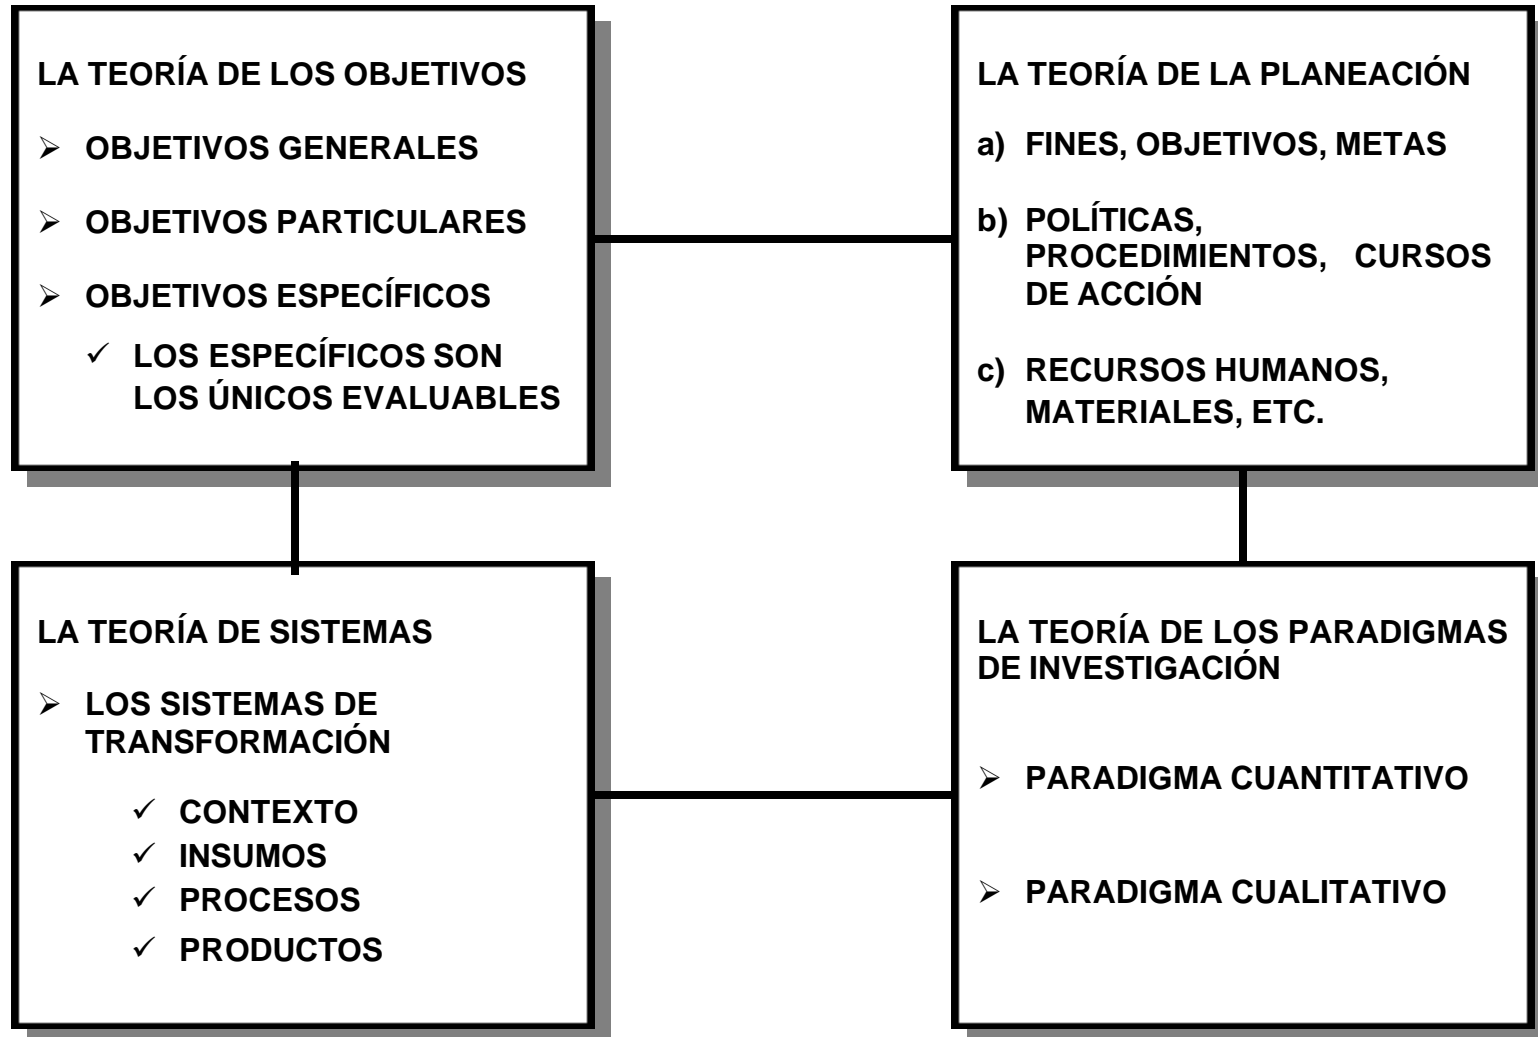 LA TEORÍA DE LOS OBJETIVOS
➢ OBJETIVOS GENERALES
➢ OBJETIVOS PARTICULARES
➢ OBJETIVOS ESPECÍFICOS
✓ LOS ESPECÍFICOS SON
LOS ÚNICOS EVALUABLES
LA TEORÍA DE LA PLANEACIÓN
a) FINES, OBJETIVOS, METAS
b) POLÍTICAS,
PROCEDIMIENTOS, CURSOS
DE ACCIÓN
c) RECURSOS HUMANOS,
MATERIALES, ETC.
LA TEORÍA DE SISTEMAS
➢ LOS SISTEMAS DE
TRANSFORMACIÓN
✓ CONTEXTO
✓ INSUMOS
✓ PROCESOS
✓ PRODUCTOS
LA TEORÍA DE LOS PARADIGMAS
DE INVESTIGACIÓN
➢ PARADIGMA CUANTITATIVO
➢ PARADIGMA CUALITATIVO